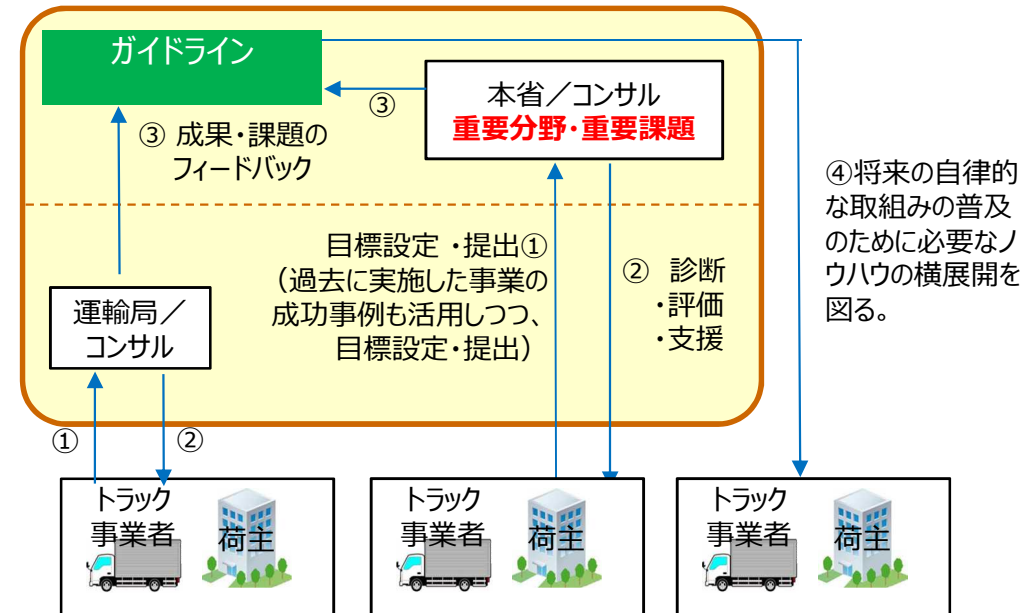 ガイドライン
本省／コンサル
重要分野・重要課題
③
③ 成果・課題の
フィードバック
④将来の自律的
な取組みの普及
のために必要なノ
ウハウの横展開を
図る。
目標設定 ・提出①
（過去に実施した事業の
成功事例も活用しつつ、
目標設定・提出）
② 診断
・評価
・支援
運輸局／
コンサル
①
②
トラック
事業者
荷主
トラック
事業者
荷主
トラック
事業者
荷主